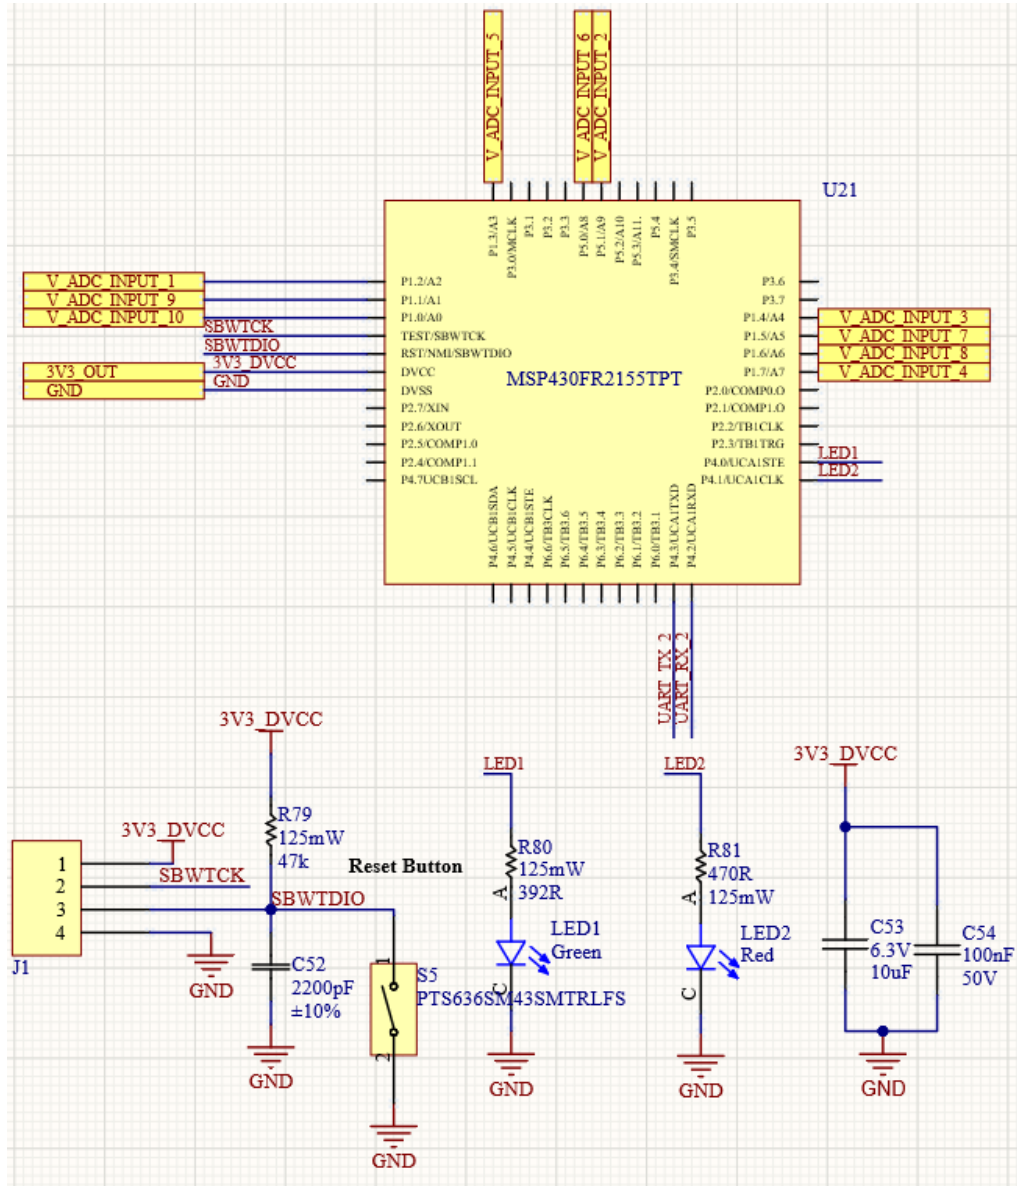 V_ADC_INPUT_5
V_ADC_INPUT_6
V_ADC_INPUT_2
U21
P1.3/A3
P3.0/MCLK
P3.1
P3.2
P3.3
P5.0/A8
P5.1/A9
P5.2/A10
P5.3/A11.
P5.4
P3.4/SMCLK
P3.5
V_ADC_INPUT_1
V_ADC_INPUT_9
V_ADC_INPUT_10
SBWTCK
SBWTDIO
3V3_OUT
3V3_DVCC
GND
GND
P1.2/A2
P1.1/A1
P1.0/A0
TEST/SBWTCK
RST/NMI/SBWTDIO
DVCC
DVSS
P2.7/XIN
P2.6/XOUT
P2.5/COMP1.0
P2.4/COMP1.1
P4.7UCB1SCL
MSP430FR2155TPT
P3.6
P3.7
P1.4/A4
P1.5/A5
P1.6/A6
P1.7/A7
P2.0/COMP0.O
P2.1/COMP1.O
P2.2/TB1CLK
P2.3/TB1TRG
P4.0/UCA1STE
P4.1/UCA1CLK
V_ADC_INPUT_3
V_ADC_INPUT_7
V_ADC_INPUT_8
V_ADC_INPUT_4
LED1
LED2
P4.6/UCB1SDA
P4.5/UCB1CLK
P4.4/UCB1STE
P6.6/TB3CLK
P6.5/TB3.6
P6.4/TB3.5
P6.3/TB3.4
P6.2/TB3.3
P6.1/TB3.2
P6.0/TB3.1
P4.3/UCA1TXD
P4.2/UCA1RXD
UART_TX_2
UART_RX_2
3V3_DVCC
R79
125mW
47k
3V3_DVCC
1
2
3
4
J1
SBWTCK
SBWTDIO
GND
C52
2200pF
±10%
GND
Reset Button
1
S5
PTS636SM43SMTRLFS
2
GND
LED1
R80
125mW
392R
A
LED1
Green
C
GND
LED2
R81
470R
125mW
A
LED2
Red
C
GND
3V3_DVCC
C53
6.3V
10uF
C54
100nF
50V
GND